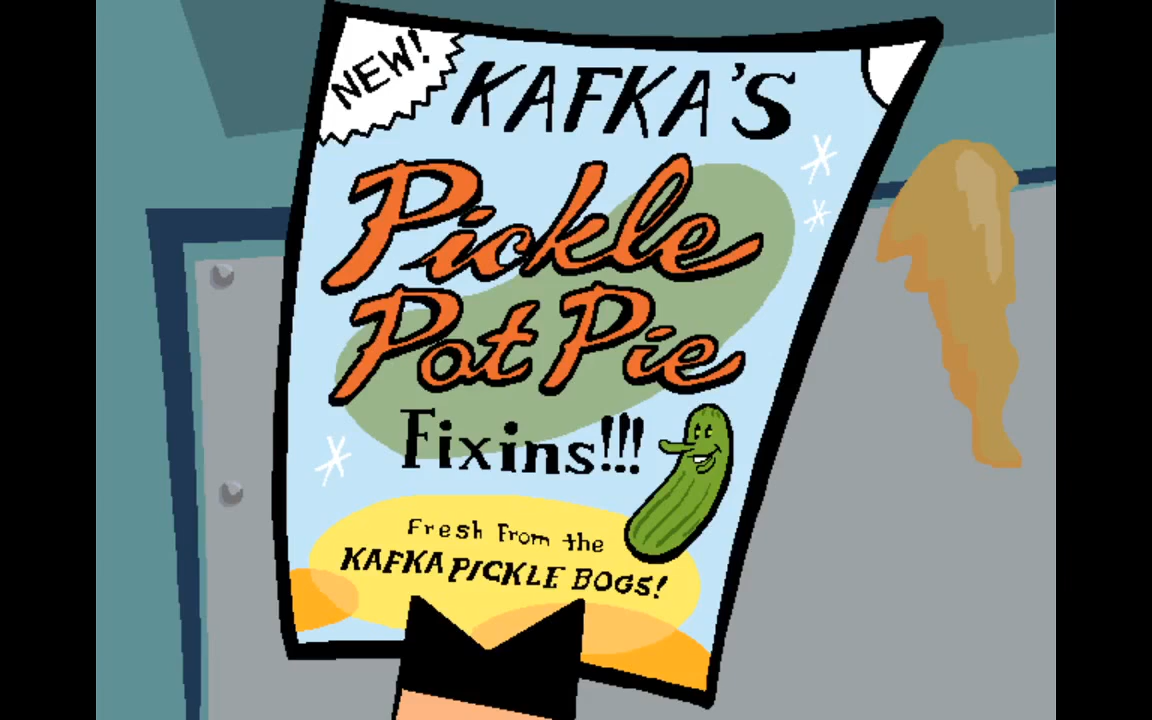 NEW!
KAFKA'S
Pickle
Pot Pie
Fixins!!!
Fresh From the
KAFKA PICKLE BOGS!